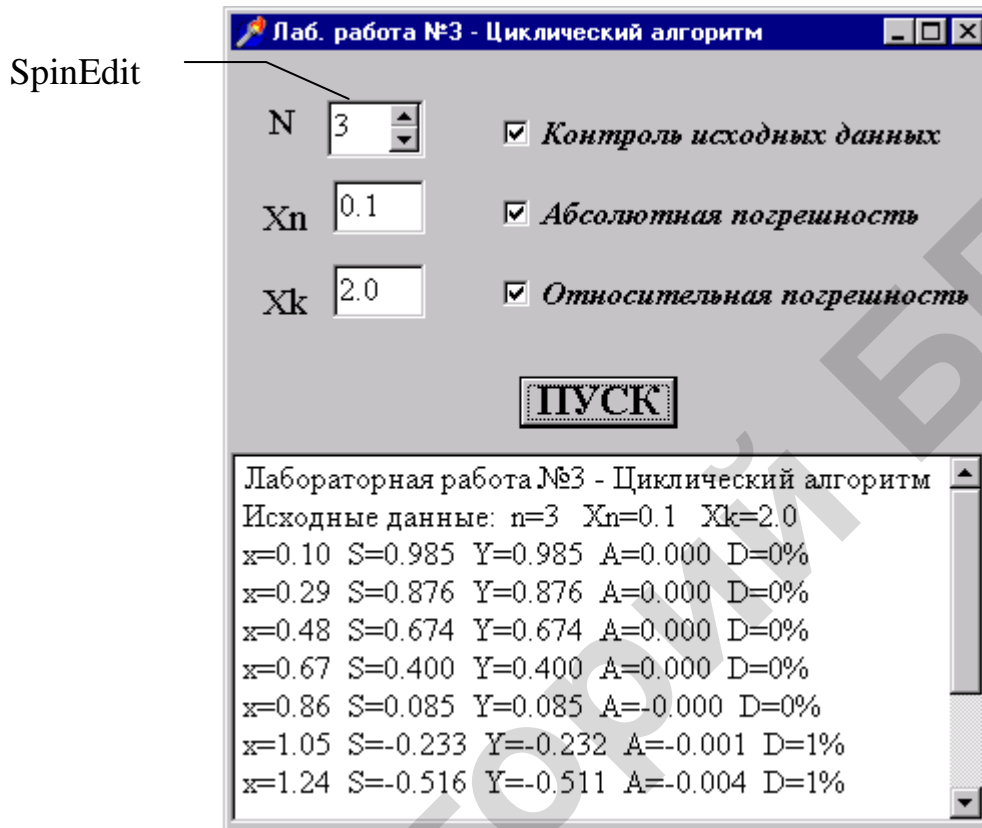 Лаб. работа №3 - Циклический алгоритм
SpinEdit
N 3
Контроль исходных данных
Xn 0.1
Абсолютная погрешность
Xk 2.0
Относительная погрешность
ПУСК
Лабораторная работа №3 - Циклический алгоритм
Исходные данные: n=3 Xn=0.1 Xk=2.0
x=0.10 S=0.985 Y=0.985 A=0.000 D=0%
x=0.29 S=0.876 Y=0.876 A=0.000 D=0%
x=0.48 S=0.674 Y=0.674 A=0.000 D=0%
x=0.67 S=0.400 Y=0.400 A=0.000 D=0%
x=0.86 S=0.085 Y=0.085 A=-0.000 D=0%
x=1.05 S=-0.233 Y=-0.232 A=-0.001 D=1%
x=1.24 S=-0.516 Y=-0.511 A=-0.004 D=1%